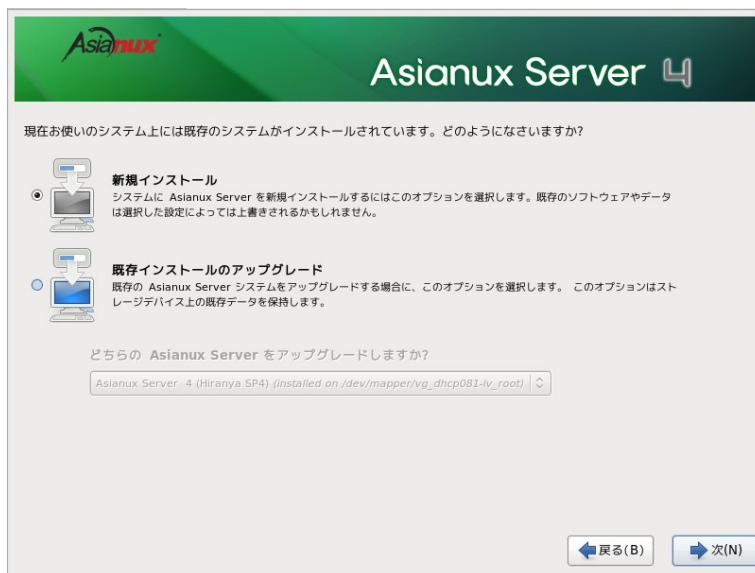 Asianux
Asianux Server 4
現在お使いのシステム上には既存のシステムがインストールされています。どのようになさいますか?
新規インストール
システムに Asianux Server を新規インストールするにはこのオプションを選択します。既存のソフトウェアやデータ
は選択した設定によっては上書きされるかもしれません。
既存インストールのアップグレード
既存の Asianux Server システムをアップグレードする場合に、このオプションを選択します。 このオプションはスト
レージデバイス上の既存データを保持します。
どちらの Asianux Server をアップグレードしますか?
Asianux Server 4 (Hiranya SP4) (installed on /dev/mapper/vg_dhcp081-lv_root)
戻る(B)
次(N)